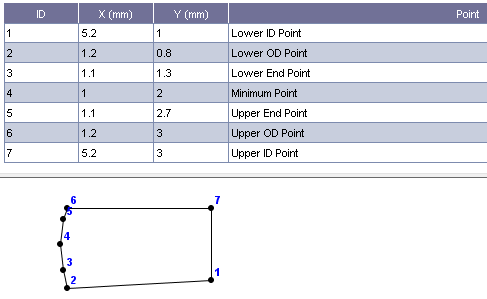 ID X (mm) Y (mm) Point
1 5.2 1 Lower ID Point
2 1.2 0.8 Lower OD Point
3 1.1 1.3 Lower End Point
4 1 2 Minimum Point
5 1.1 2.7 Upper End Point
6 1.2 3 Upper OD Point
7 5.2 3 Upper ID Point
6 7
5
4
3
1
2